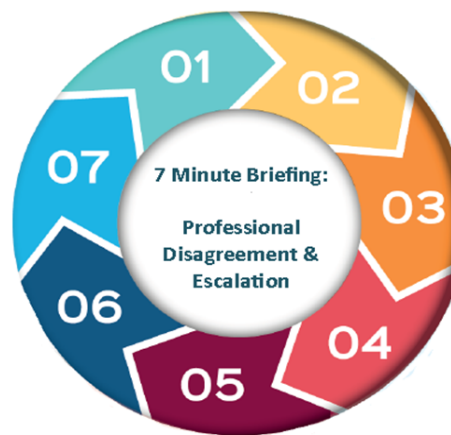 01
02
03
04
05
06
07
7 Minute Briefing:
Professional
Disagreement &
Escalation